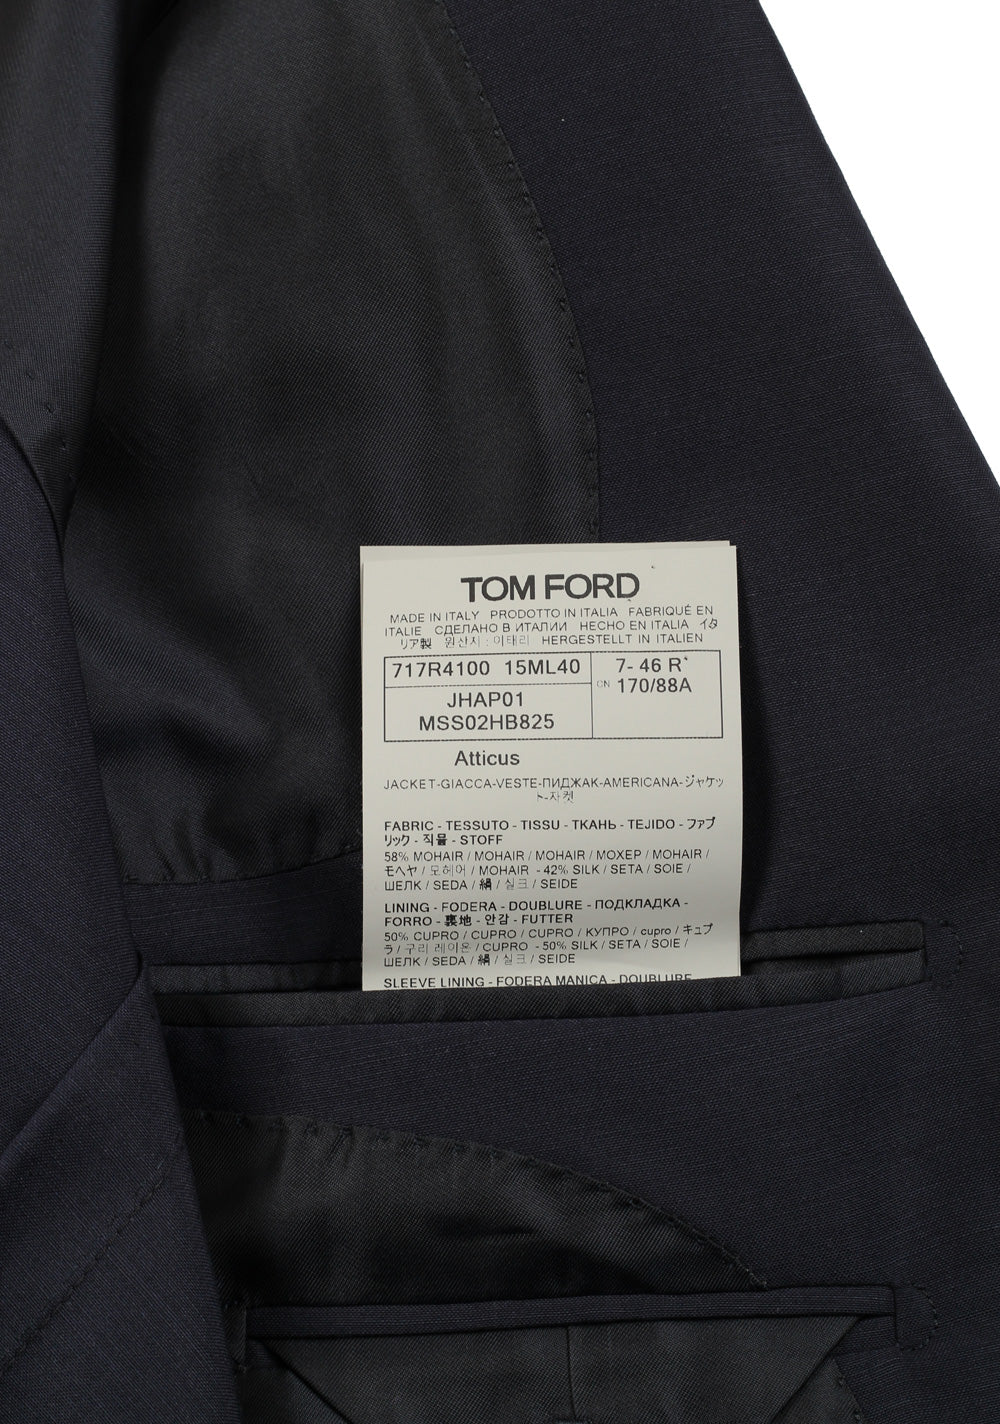 TOM FORD
MADE IN ITALY PRODOTTO IN ITALIA FABRIQUÉ EN
ITALIE СДЕЛАНО В ИТАЛИИ HECHO EN ITALIA イタ
リア製 원산지 : 이태리 HERGESTELLT IN ITALIEN
717R4100 15ML40 7- 46 R*
CN 170/88A
JHAP01
MSS02HB825
Atticus
JACKET-GIACCA-VESTE-ПИДЖАК-AMERICANA-ジャケッ
ト-자켓
FABRIC - TESSUTO - TISSU - ТКАНЬ - TEJIDO - ファブ
リック - 직물 - STOFF
58% MOHAIR / MOHAIR / MOHAIR / МОХЕР / MOHAIR /
モヘヤ / 모헤어 / MOHAIR - 42% SILK / SETA / SOIE /
ШЕЛК / SEDA / 絹 / 실크 / SEIDE
LINING - FODERA - DOUBLURE - ПОДКЛАДКА -
FORRO - 裏地 - 안감 - FUTTER
50% CUPRO / CUPRO / CUPRO / КУПРО / cupro / キュプ
ラ / 구리 레이온 / CUPRO - 50% SILK / SETA / SOIE /
ШЕЛК / SEDA / 絹 / 실크 / SEIDE
SLEEVE LINING - FODERA MANICA - DOUBLURE